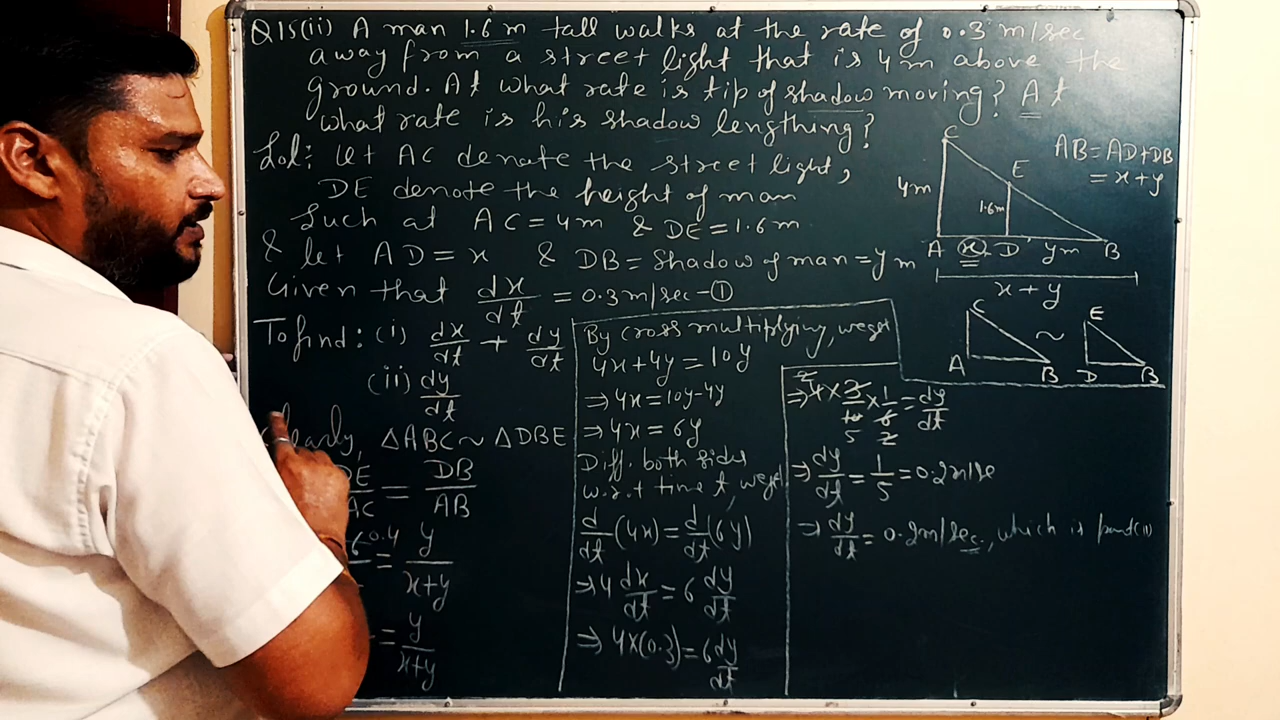 Q15(ii) A man 1.6 m tall walks at the rate of 0.3 m/sec
away from a street light that is 4m above the
ground. At what rate is tip of shadow moving? At
what rate is his shadow lengthing?
Sol: Let AC denote the street light,
DE denote the height of man
Such at AC = 4m & DE = 1.6m
& let AD = x & DB = Shadow of man = y m
Given that dx/dt = 0.3 m/sec - ①
To find: (i) dx/dt + dy/dt
(ii) dy/dt
Clearly, △ABC ~ △DBE
DE/AC = DB/AB
0.4 = y/(x+y)
= y/(x+y)
By cross multiplying, we get
4x + 4y = 10y
⇒ 4x = 10y - 4y
⇒ 4x = 6y
Diff. both sides
w.r.t time t, we get
d/dt (4x) = d/dt (6y)
⇒ 4 dx/dt = 6 dy/dt
⇒ 4 x (0.3) = 6 dy/dt
⇒ 4 x 3/10 x 1/6 = dy/dt
2
5 2
⇒ dy/dt = 1/5 = 0.2 m/se
⇒ dy/dt = 0.2 m/sec, which is part (ii)
C
E
4m
1.6m
A x D y m B
x + y
AB = AD + DB
= x + y
C E
~
A B D B